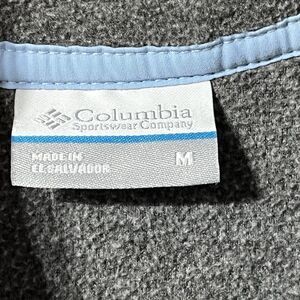 Columbia
Sportswear Company
MADE IN
EL SALVADOR
M